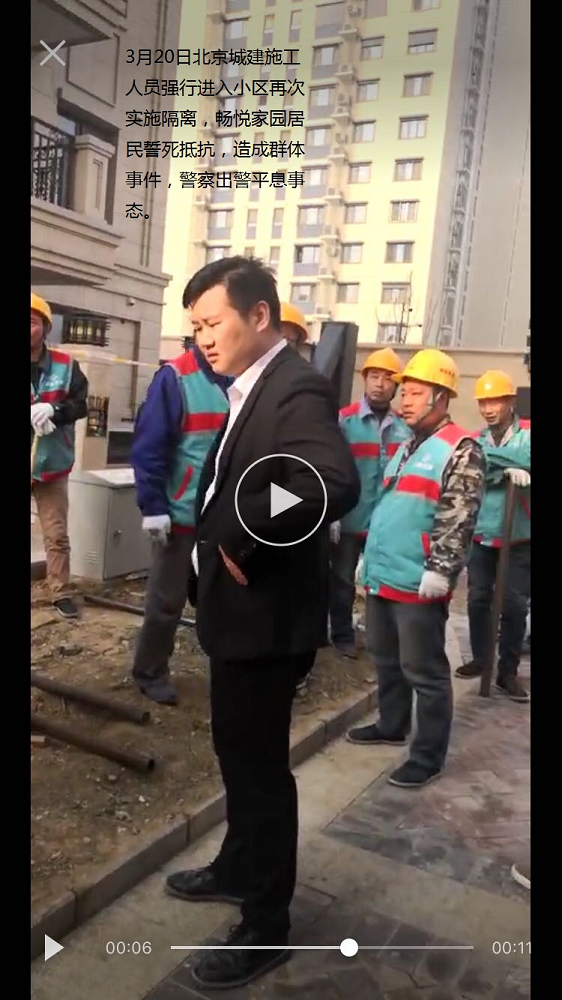 3月20日北京城建施工
人员强行进入小区再次
实施隔离，畅悦家园居
民誓死抵抗，造成群体
事件，警察出警平息事
态。
00:06
00:11